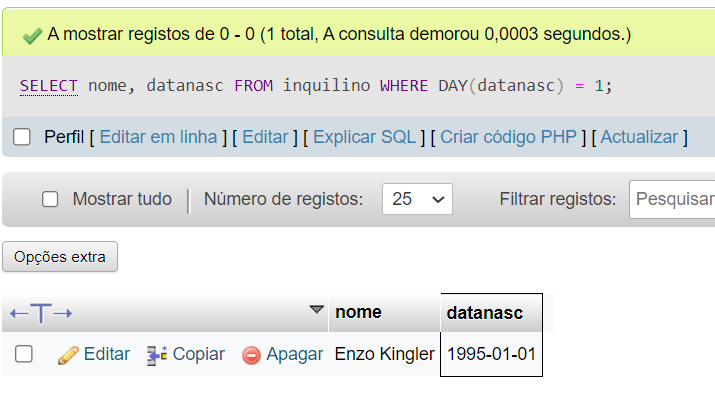 A mostrar registos de 0 - 0 (1 total, A consulta demorou 0,0003 segundos.)
SELECT nome, datanasc FROM inquilino WHERE DAY(datanasc) = 1;
Perfil [ Editar em linha ] [ Editar ] [ Explicar SQL ] [ Criar código PHP ] [ Actualizar ]
Mostrar tudo Número de registos: 25 Filtrar registos: Pesquisar
Opções extra
←T→ nome datanasc
Editar Copiar Apagar Enzo Kingler 1995-01-01